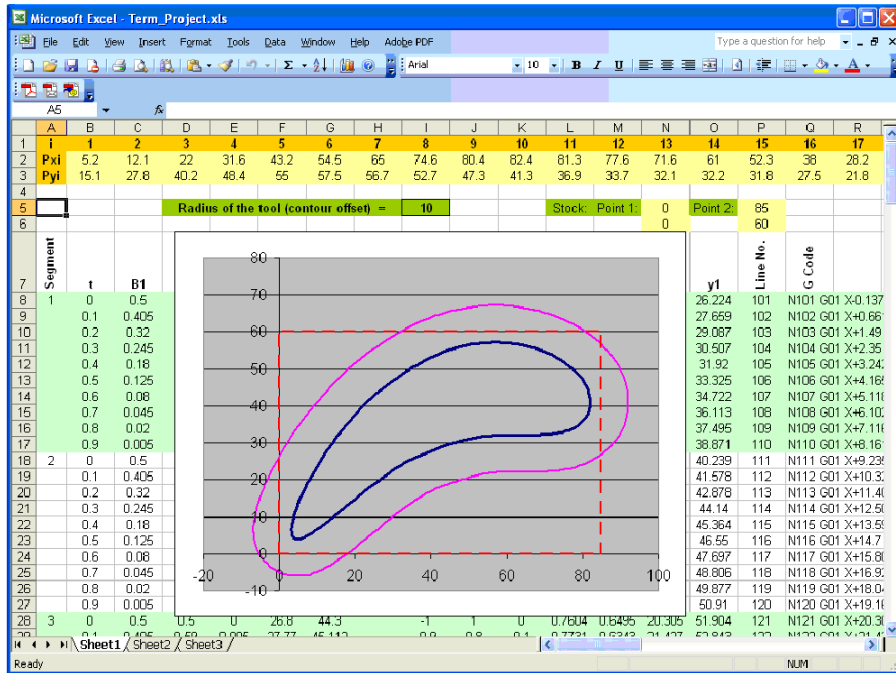 Microsoft Excel - Term_Project.xls
File Edit View Insert Format Tools Data Window Help Adobe PDF Type a question for help
Arial 10 B I U
A5 fx
A B C D E F G H I J K L M N O P Q R
1 i 1 2 3 4 5 6 7 8 9 10 11 12 13 14 15 16 17
2 Pxi 5.2 12.1 22 31.6 43.2 54.5 65 74.6 80.4 82.4 81.3 77.6 71.6 61 52.3 38 28.2
3 Pyi 15.1 27.8 40.2 48.4 55 57.5 56.7 52.7 47.3 41.3 36.9 33.7 32.1 32.2 31.8 27.5 21.8
4
5 Radius of the tool (contour offset) = 10 Stock: Point 1: 0 Point 2: 85
6 0 60
7 Segment t B1 y1 Line No. G Code
8 1 0 0.5 26.224 101 N101 G01 X-0.137
9 0.1 0.405 27.659 102 N102 G01 X+0.66
10 0.2 0.32 29.087 103 N103 G01 X+1.49
11 0.3 0.245 30.507 104 N104 G01 X+2.35
12 0.4 0.18 31.92 105 N105 G01 X+3.24
13 0.5 0.125 33.325 106 N106 G01 X+4.16
14 0.6 0.08 34.722 107 N107 G01 X+5.11
15 0.7 0.045 36.113 108 N108 G01 X+6.10
16 0.8 0.02 37.495 109 N109 G01 X+7.11
17 0.9 0.005 38.871 110 N110 G01 X+8.16
18 2 0 0.5 40.239 111 N111 G01 X+9.23
19 0.1 0.405 41.578 112 N112 G01 X+10.3
20 0.2 0.32 42.878 113 N113 G01 X+11.4
21 0.3 0.245 44.14 114 N114 G01 X+12.5
22 0.4 0.18 45.364 115 N115 G01 X+13.5
23 0.5 0.125 46.55 116 N116 G01 X+14.7
24 0.6 0.08 47.697 117 N117 G01 X+15.8
25 0.7 0.045 48.806 118 N118 G01 X+16.9
26 0.8 0.02 49.877 119 N119 G01 X+18.0
27 0.9 0.005 50.91 120 N120 G01 X+19.1
28 3 0 0.5 0.5 0 26.8 44.3 -1 1 0 0.7604 0.6495 20.305 51.904 121 N121 G01 X+20.3
80
70
60
50
40
30
20
10
0
-10
-20 0 20 40 60 80 100
Sheet1 Sheet2 Sheet3
Ready NUM